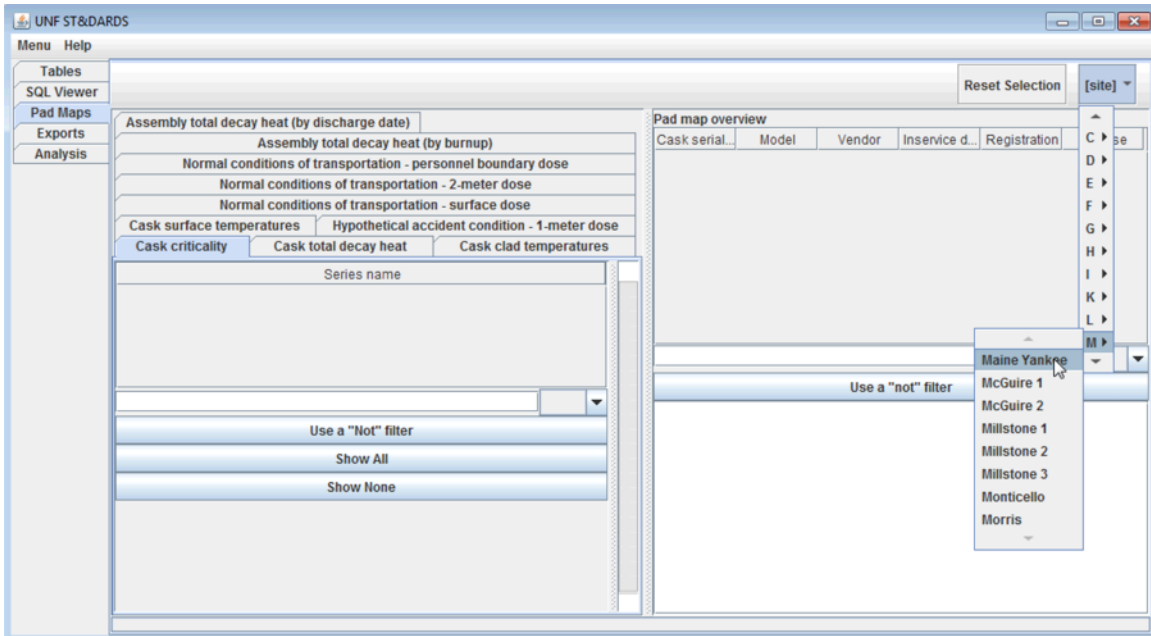 UNF ST&DARDS
Menu Help
Tables
SQL Viewer
Pad Maps
Exports
Analysis
Reset Selection
[site]
Assembly total decay heat (by discharge date)
Assembly total decay heat (by burnup)
Normal conditions of transportation - personnel boundary dose
Normal conditions of transportation - 2-meter dose
Normal conditions of transportation - surface dose
Cask surface temperatures Hypothetical accident condition - 1-meter dose
Cask criticality Cask total decay heat Cask clad temperatures
Series name
Use a "Not" filter
Show All
Show None
Pad map overview
Cask serial... Model Vendor Inservice d... Registration
Use a "not" filter
C
D
E
F
G
H
I
K
L
M
Maine Yankee
McGuire 1
McGuire 2
Millstone 1
Millstone 2
Millstone 3
Monticello
Morris